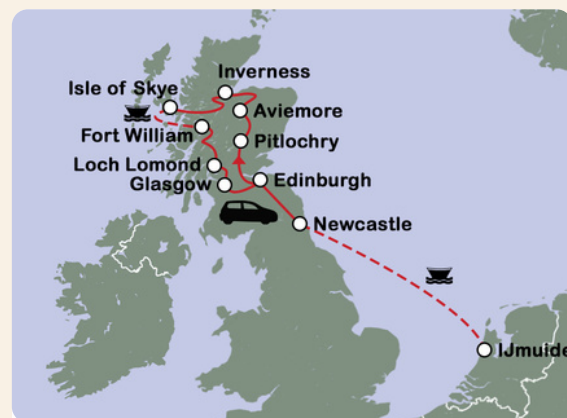 Inverness
Isle of Skye
Aviemore
Fort William
Pitlochry
Loch Lomond
Glasgow
Edinburgh
Newcastle
IJmuide